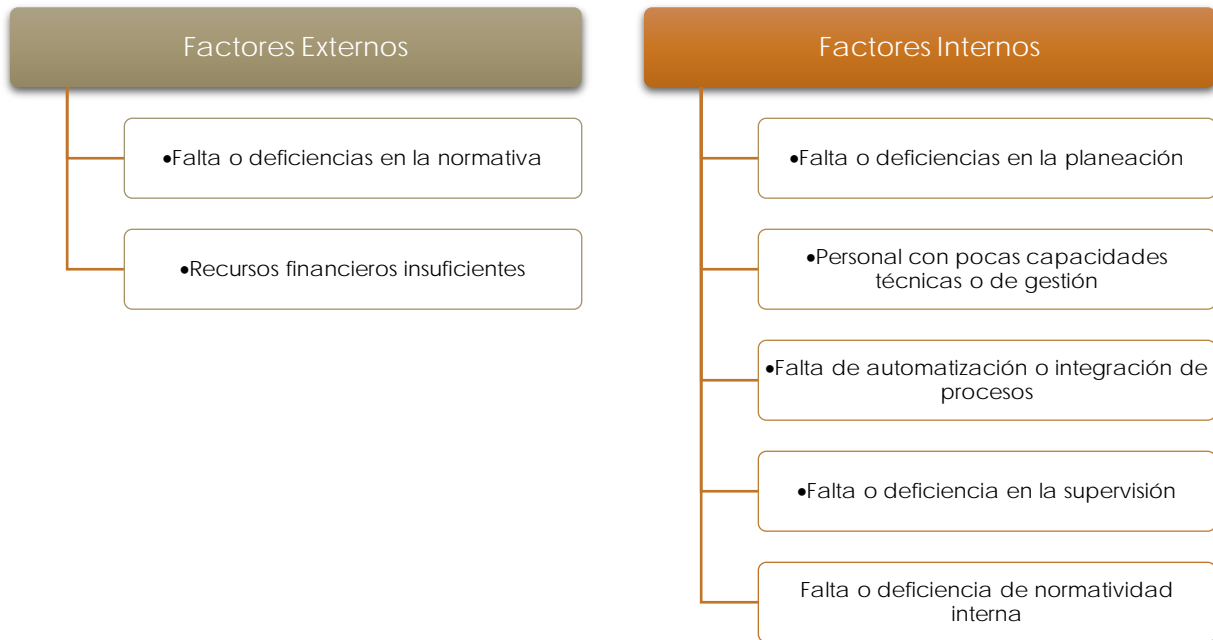 Factores Externos
•Falta o deficiencias en la normativa
•Recursos financieros insuficientes
Factores Internos
•Falta o deficiencias en la planeación
•Personal con pocas capacidades
técnicas o de gestión
•Falta de automatización o integración de
procesos
•Falta o deficiencia en la supervisión
Falta o deficiencia de normatividad
interna